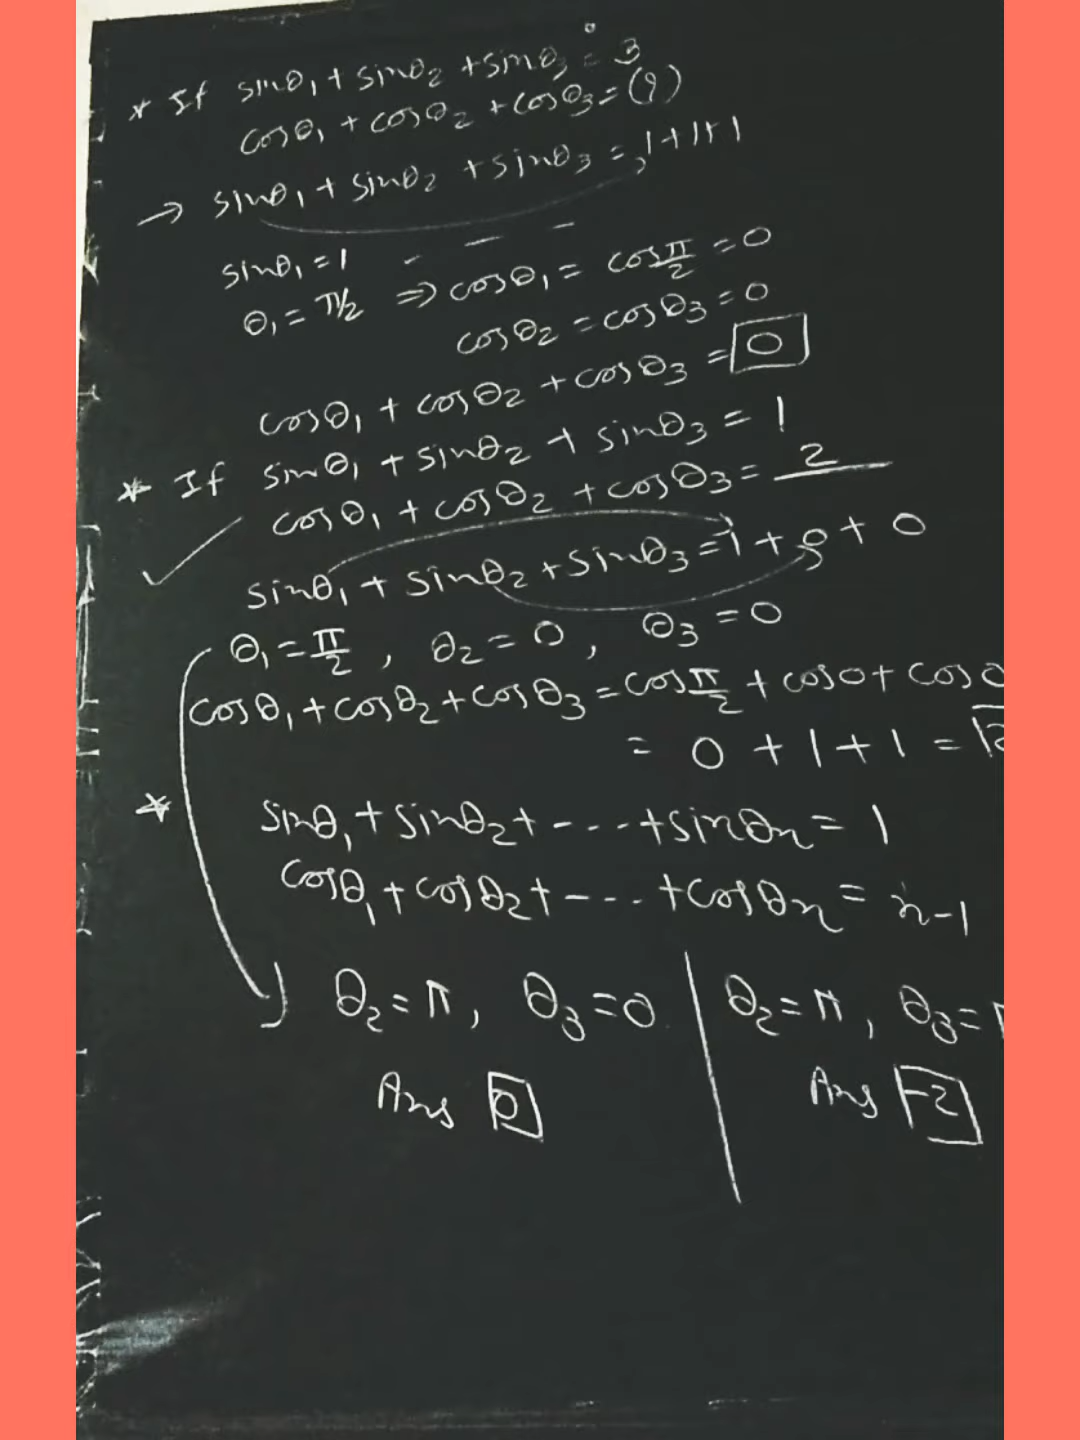 * If sinθ₁ + sinθ₂ + sinθ₃ = 3
cosθ₁ + cosθ₂ + cosθ₃ = (?)
→ sinθ₁ + sinθ₂ + sinθ₃ = 1+1+1
sinθ₁ = 1 - - -
θ₁ = π/2 ⇒ cosθ₁ = cos π/2 = 0
cosθ₂ = cosθ₃ = 0
cosθ₁ + cosθ₂ + cosθ₃ = 0
* If sinθ₁ + sinθ₂ + sinθ₃ = 1
cosθ₁ + cosθ₂ + cosθ₃ = 2
sinθ₁ + sinθ₂ + sinθ₃ = 1 + 0 + 0
θ₁ = π/2 , θ₂ = 0 , θ₃ = 0
cosθ₁ + cosθ₂ + cosθ₃ = cos π/2 + cos0 + cos0
= 0 + 1 + 1 = 2
* sinθ₁ + sinθ₂ + --- + sinθn = 1
cosθ₁ + cosθ₂ + --- + cosθn = n-1
θ₂ = π , θ₃ = 0 | θ₂ = π , θ₃ =
Ans 0 Ans -2